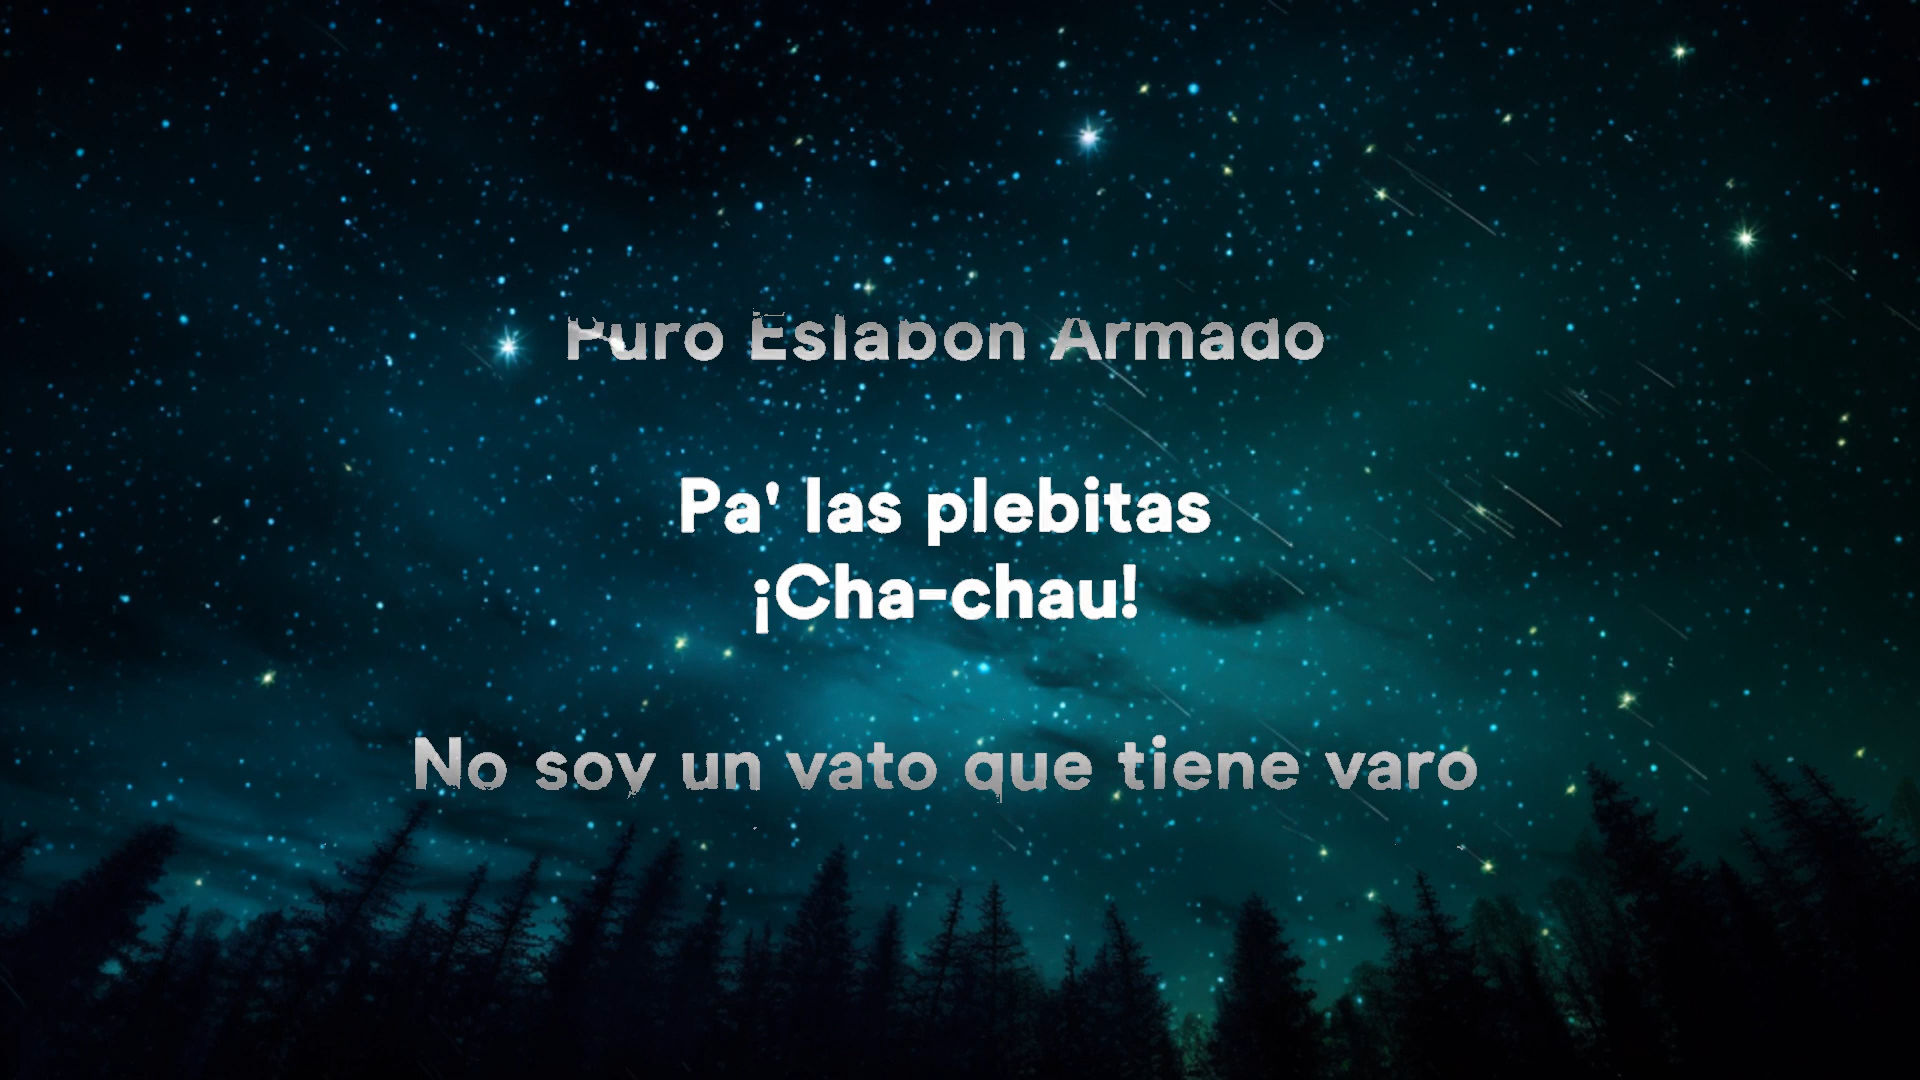 Puro Eslabon Armado
Pa' las plebitas
¡Cha-chau!
No soy un vato que tiene varo